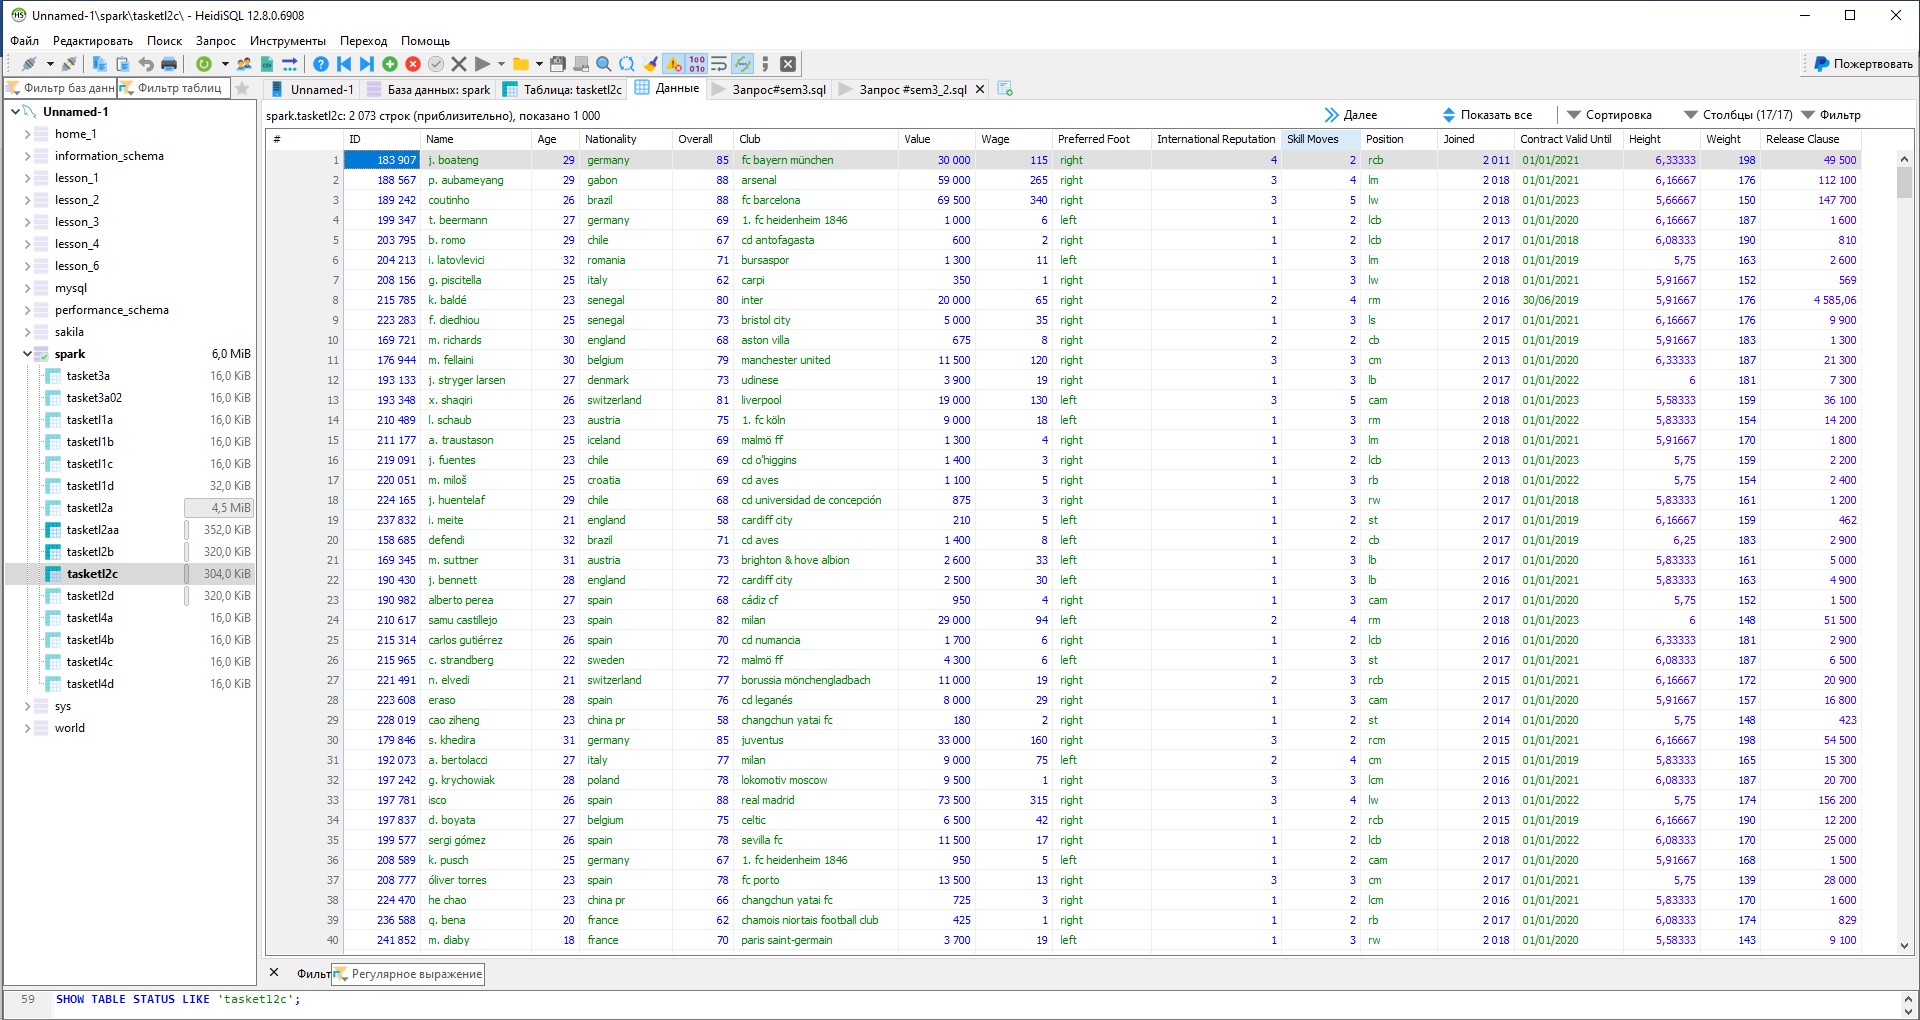 Unnamed-1\spark\tasketl2c\ - HeidiSQL 12.8.0.6908
Файл Редактировать Поиск Запрос Инструменты Переход Помощь
Пожертвовать
Фильтр баз данн Фильтр таблиц
Unnamed-1 База данных: spark Таблица: tasketl2c Данные Запрос#sem3.sql Запрос #sem3_2.sql
Unnamed-1
home_1
information_schema
lesson_1
lesson_2
lesson_3
lesson_4
lesson_6
mysql
performance_schema
sakila
spark 6,0 MiB
tasket3a 16,0 KiB
tasket3a02 16,0 KiB
tasketl1a 16,0 KiB
tasketl1b 16,0 KiB
tasketl1c 16,0 KiB
tasketl1d 32,0 KiB
tasketl2a 4,5 MiB
tasketl2aa 352,0 KiB
tasketl2b 320,0 KiB
tasketl2c 304,0 KiB
tasketl2d 320,0 KiB
tasketl4a 16,0 KiB
tasketl4b 16,0 KiB
tasketl4c 16,0 KiB
tasketl4d 16,0 KiB
sys
world
spark.tasketl2c: 2 073 строк (приблизительно), показано 1 000 Далее Показать все Сортировка Столбцы (17/17) Фильтр
# ID Name Age Nationality Overall Club Value Wage Preferred Foot International Reputation Skill Moves Position Joined Contract Valid Until Height Weight Release Clause
1 183 907 j. boateng 29 germany 85 fc bayern münchen 30 000 115 right 4 2 rcb 2 011 01/01/2021 6,33333 198 49 500
2 188 567 p. aubameyang 29 gabon 88 arsenal 59 000 265 right 3 4 lm 2 018 01/01/2021 6,16667 176 112 100
3 189 242 coutinho 26 brazil 88 fc barcelona 69 500 340 right 3 5 lw 2 018 01/01/2023 5,66667 150 147 700
4 199 347 t. beermann 27 germany 69 1. fc heidenheim 1846 1 000 6 left 1 2 lcb 2 013 01/01/2020 6,16667 187 1 600
5 203 795 b. romo 29 chile 67 cd antofagasta 600 2 right 1 2 lcb 2 017 01/01/2018 6,08333 190 810
6 204 213 i. latovlevici 32 romania 71 bursaspor 1 300 11 left 1 3 lm 2 018 01/01/2019 5,75 163 2 600
7 208 156 g. piscitella 25 italy 62 carpi 350 1 right 1 3 lw 2 018 01/01/2021 5,91667 152 569
8 215 785 k. baldé 23 senegal 80 inter 20 000 65 right 2 4 rm 2 016 30/06/2019 5,91667 176 4 585,06
9 223 283 f. diedhiou 25 senegal 73 bristol city 5 000 35 right 1 3 ls 2 017 01/01/2021 6,16667 176 9 900
10 169 721 m. richards 30 england 68 aston villa 675 8 right 2 2 cb 2 015 01/01/2019 5,91667 183 1 300
11 176 944 m. fellaini 30 belgium 79 manchester united 11 500 120 right 3 3 cm 2 013 01/01/2020 6,33333 187 21 300
12 193 133 j. stryger larsen 27 denmark 73 udinese 3 900 19 right 1 3 lb 2 017 01/01/2022 6 181 7 300
13 193 348 x. shaqiri 26 switzerland 81 liverpool 19 000 130 left 3 5 cam 2 018 01/01/2023 5,58333 159 36 100
14 210 489 l. schaub 23 austria 75 1. fc köln 9 000 18 left 1 3 rm 2 018 01/01/2022 5,83333 154 14 200
15 211 177 a. traustason 25 iceland 69 malmö ff 1 300 4 right 1 3 lm 2 018 01/01/2021 5,91667 170 1 800
16 219 091 j. fuentes 23 chile 69 cd o'higgins 1 400 3 right 1 2 lcb 2 013 01/01/2023 5,75 159 2 200
17 220 051 m. miloš 25 croatia 69 cd aves 1 100 5 right 1 3 rb 2 018 01/01/2022 5,75 154 2 400
18 224 165 j. huentelaf 29 chile 68 cd universidad de concepción 875 3 right 1 3 rw 2 017 01/01/2018 5,83333 161 1 200
19 237 832 i. meite 21 england 58 cardiff city 210 5 left 1 2 st 2 017 01/01/2019 6,16667 159 462
20 158 685 defendi 32 brazil 71 cd aves 1 400 8 left 1 2 cb 2 017 01/01/2019 6,25 183 2 900
21 169 345 m. suttner 31 austria 73 brighton & hove albion 2 600 33 left 1 3 lb 2 017 01/01/2020 5,83333 161 5 000
22 190 430 j. bennett 28 england 72 cardiff city 2 500 30 left 1 3 lb 2 016 01/01/2021 5,83333 163 4 900
23 190 982 alberto perea 27 spain 68 cádiz cf 950 4 right 1 3 cam 2 017 01/01/2020 5,75 152 1 500
24 210 617 samu castillejo 23 spain 82 milan 29 000 94 left 2 4 rm 2 018 01/01/2023 6 148 51 500
25 215 314 carlos gutiérrez 26 spain 70 cd numancia 1 700 6 right 1 2 lcb 2 016 01/01/2020 6,33333 181 2 900
26 215 965 c. strandberg 22 sweden 72 malmö ff 4 300 6 left 1 3 st 2 017 01/01/2021 6,08333 187 6 500
27 221 491 n. elvedi 21 switzerland 77 borussia mönchengladbach 11 000 19 right 2 3 rcb 2 015 01/01/2021 6,16667 172 20 900
28 223 608 eraso 28 spain 76 cd leganés 8 000 29 right 1 3 cam 2 017 01/01/2020 5,91667 157 16 800
29 228 019 cao ziheng 23 china pr 58 changchun yatai fc 180 2 right 1 2 st 2 014 01/01/2020 5,75 148 423
30 179 846 s. khedira 31 germany 85 juventus 33 000 160 right 3 2 rcm 2 015 01/01/2021 6,16667 198 54 500
31 192 073 a. bertolacci 27 italy 77 milan 9 000 75 left 2 4 cm 2 015 01/01/2019 5,83333 165 15 300
32 197 242 g. krychowiak 28 poland 78 lokomotiv moscow 9 500 1 right 3 3 lcm 2 016 01/01/2021 6,08333 187 20 700
33 197 781 isco 26 spain 88 real madrid 73 500 315 right 3 4 lw 2 013 01/01/2022 5,75 174 156 200
34 197 837 d. boyata 27 belgium 75 celtic 6 500 42 right 1 2 rcb 2 015 01/01/2019 6,16667 190 12 200
35 199 577 sergi gómez 26 spain 78 sevilla fc 11 500 17 right 1 2 lcb 2 018 01/01/2022 6,08333 170 25 000
36 208 589 k. pusch 25 germany 67 1. fc heidenheim 1846 950 5 left 1 2 cam 2 017 01/01/2020 5,91667 168 1 500
37 208 777 óliver torres 23 spain 78 fc porto 13 500 13 right 3 3 cm 2 017 01/01/2021 5,75 139 28 000
38 224 470 he chao 23 china pr 66 changchun yatai fc 725 3 right 1 2 lcm 2 016 01/01/2021 5,83333 170 1 600
39 236 588 q. bena 20 france 62 chamois niortais football club 425 1 right 1 2 rb 2 017 01/01/2020 6,08333 174 829
40 241 852 m. diaby 18 france 70 paris saint-germain 3 700 19 left 1 3 rw 2 018 01/01/2020 5,58333 143 9 100
Фильт Регулярное выражение
59 SHOW TABLE STATUS LIKE 'tasketl2c';